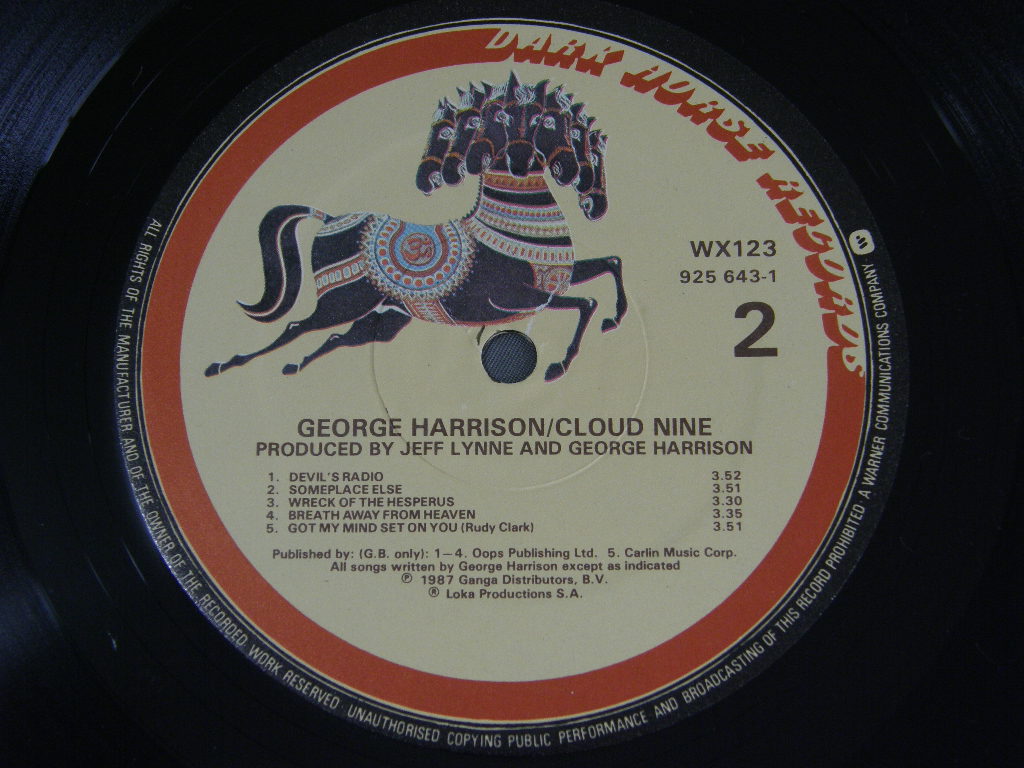 DARK HORSE RECORDS
WX123
925 643-1
2
GEORGE HARRISON/CLOUD NINE
PRODUCED BY JEFF LYNNE AND GEORGE HARRISON
1. DEVIL'S RADIO 3.52
2. SOMEPLACE ELSE 3.51
3. WRECK OF THE HESPERUS 3.30
4. BREATH AWAY FROM HEAVEN 3.35
5. GOT MY MIND SET ON YOU (Rudy Clark) 3.51
Published by: (G.B. only): 1–4. Oops Publishing Ltd. 5. Carlin Music Corp.
All songs written by George Harrison except as indicated
℗ 1987 Ganga Distributors, B.V.
® Loka Productions S.A.
ALL RIGHTS OF THE MANUFACTURER AND OF THE OWNER OF THE RECORDED WORK RESERVED. UNAUTHORISED COPYING PUBLIC PERFORMANCE AND BROADCASTING OF THIS RECORD PROHIBITED. A WARNER COMMUNICATIONS COMPANY